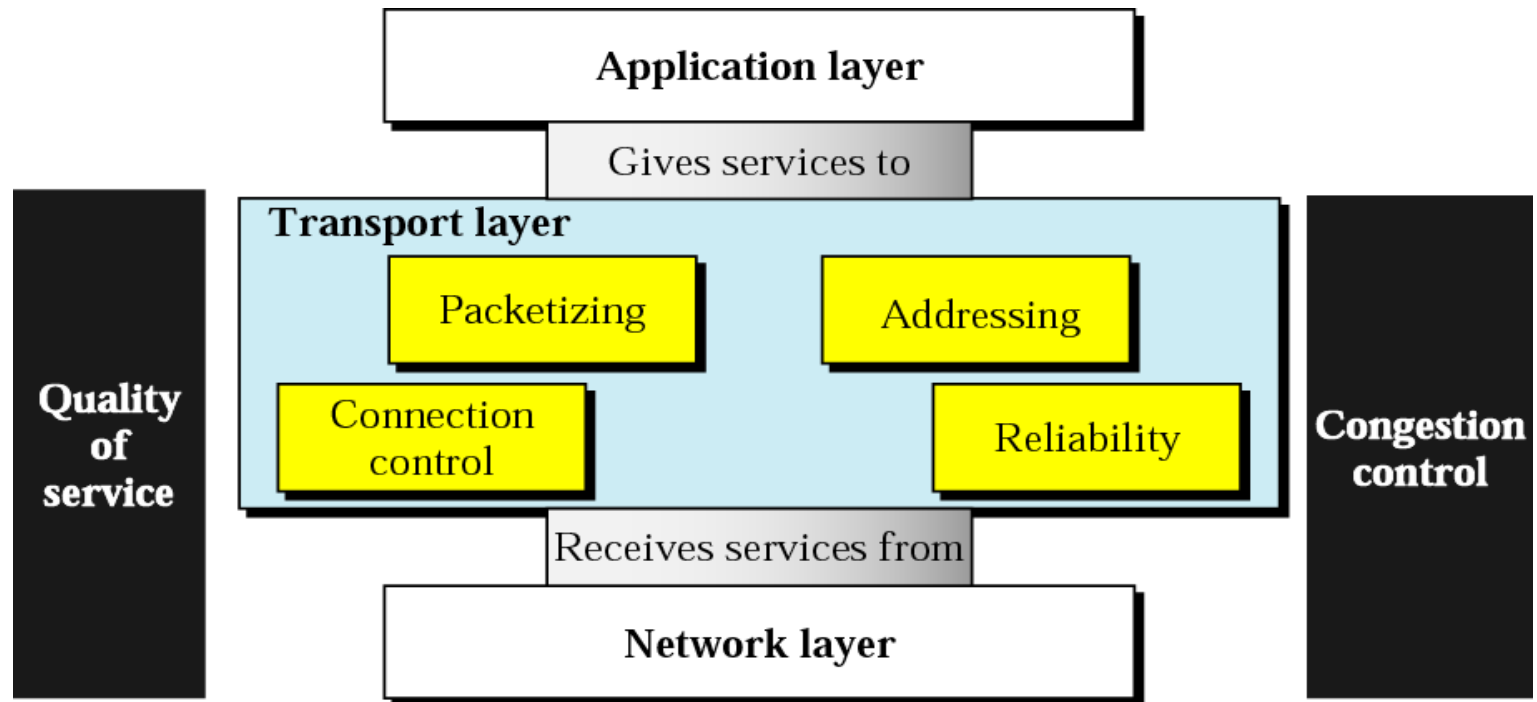 Application layer
Gives services to
Transport layer
Packetizing
Addressing
Connection
control
Reliability
Quality
of
service
Congestion
control
Receives services from
Network layer